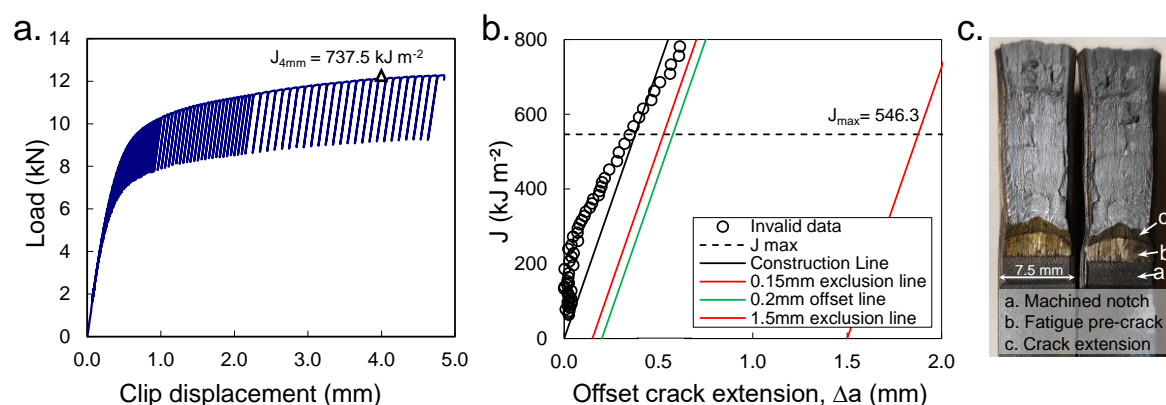 a.
J4mm = 737.5 kJ m-2
Load (kN)
14
12
10
8
6
4
2
0
0.0 1.0 2.0 3.0 4.0 5.0
Clip displacement (mm)
b.
J (kJ m-2)
800
600
400
200
0
Jmax= 546.3
Invalid data
J max
Construction Line
0.15mm exclusion line
0.2mm offset line
1.5mm exclusion line
0.0 0.5 1.0 1.5 2.0
Offset crack extension, Δa (mm)
c.
c
b
a
7.5 mm
a. Machined notch
b. Fatigue pre-crack
c. Crack extension